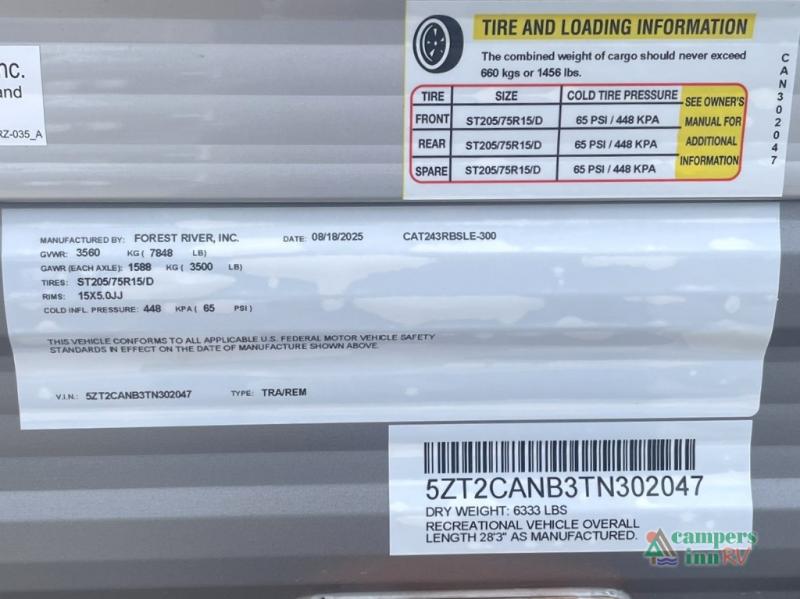 nc.
and
RZ-035_A
TIRE AND LOADING INFORMATION
The combined weight of cargo should never exceed
660 kgs or 1456 lbs.
TIRE SIZE COLD TIRE PRESSURE SEE OWNER'S MANUAL FOR ADDITIONAL INFORMATION
FRONT ST205/75R15/D 65 PSI / 448 KPA
REAR ST205/75R15/D 65 PSI / 448 KPA
SPARE ST205/75R15/D 65 PSI / 448 KPA
CAN302047
MANUFACTURED BY: FOREST RIVER, INC. DATE: 08/18/2025 CAT243RBSLE-300
GVWR: 3560 KG ( 7848 LB)
GAWR (EACH AXLE): 1588 KG ( 3500 LB)
TIRES: ST205/75R15/D
RIMS: 15X5.0JJ
COLD INFL. PRESSURE: 448 KPA ( 65 PSI )
THIS VEHICLE CONFORMS TO ALL APPLICABLE U.S. FEDERAL MOTOR VEHICLE SAFETY
STANDARDS IN EFFECT ON THE DATE OF MANUFACTURE SHOWN ABOVE.
V.I.N.: 5ZT2CANB3TN302047 TYPE: TRA/REM
5ZT2CANB3TN302047
DRY WEIGHT: 6333 LBS
RECREATIONAL VEHICLE OVERALL
LENGTH 28'3" AS MANUFACTURED.
campers
inn RV